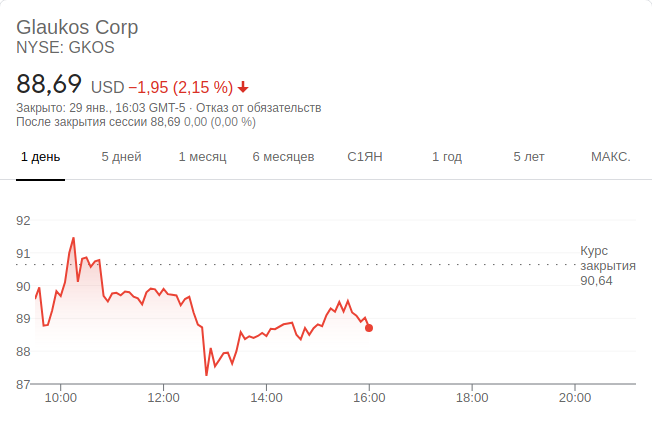 Glaukos Corp
NYSE: GKOS
88,69 USD −1,95 (2,15 %)
Закрыто: 29 янв., 16:03 GMT-5 · Отказ от обязательств
После закрытия сессии 88,69 0,00 (0,00 %)
1 день 5 дней 1 месяц 6 месяцев С1ЯН 1 год 5 лет МАКС.
92
91
90
89
88
87
Курс
закрытия
90,64
10:00 12:00 14:00 16:00 18:00 20:00